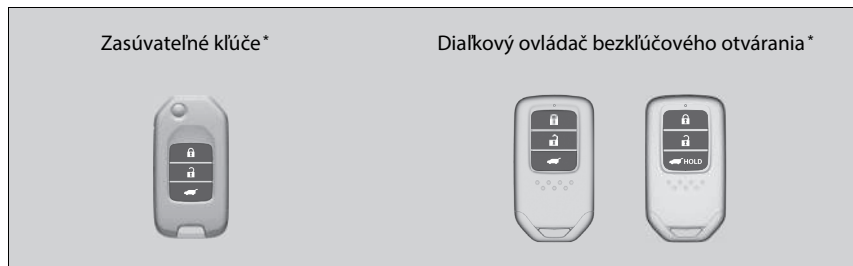 Zasúvateľné kľúče*
Diaľkový ovládač bezkľúčového otvárania*
HOLD